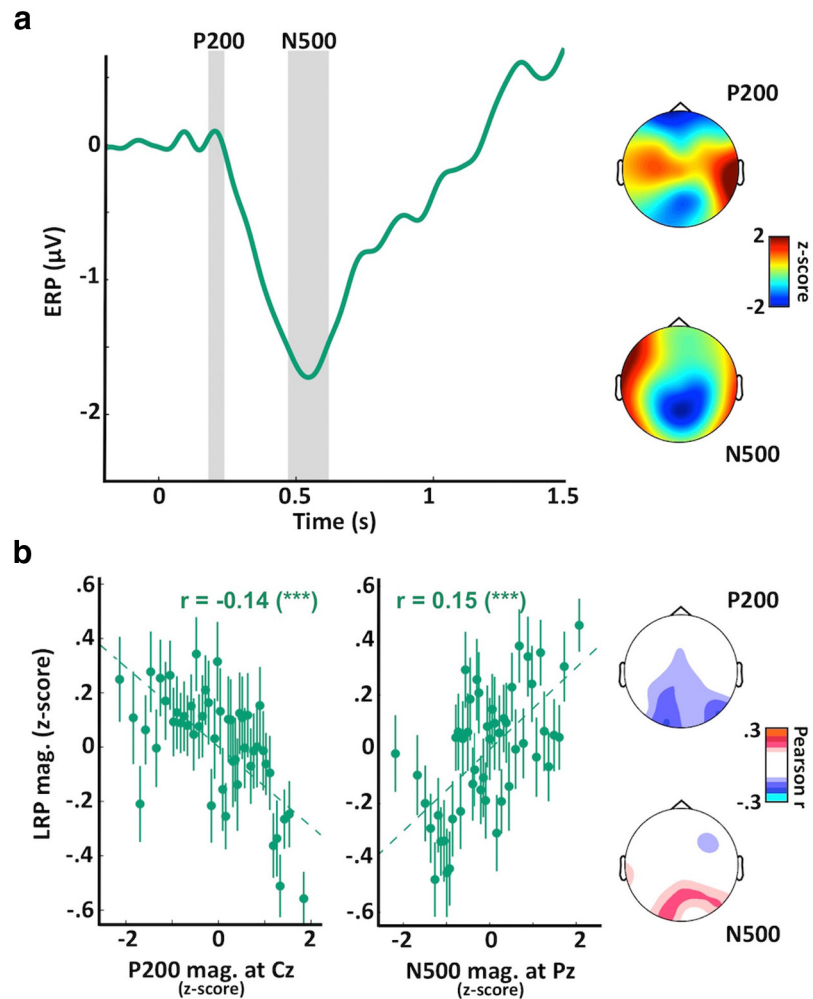 a
P200 N500
0
-1
-2
ERP (μV)
0 0.5 1 1.5
Time (s)
P200
2
-2
z-score
N500
b
.6
.4
.2
0
-.2
-.4
-.6
LRP mag. (z-score)
r = -0.14 (***)
-2 0 2
P200 mag. at Cz
(z-score)
.6
.4
.2
0
-.2
-.4
-.6
r = 0.15 (***)
-2 0 2
N500 mag. at Pz
(z-score)
P200
.3
-.3
Pearson r
N500